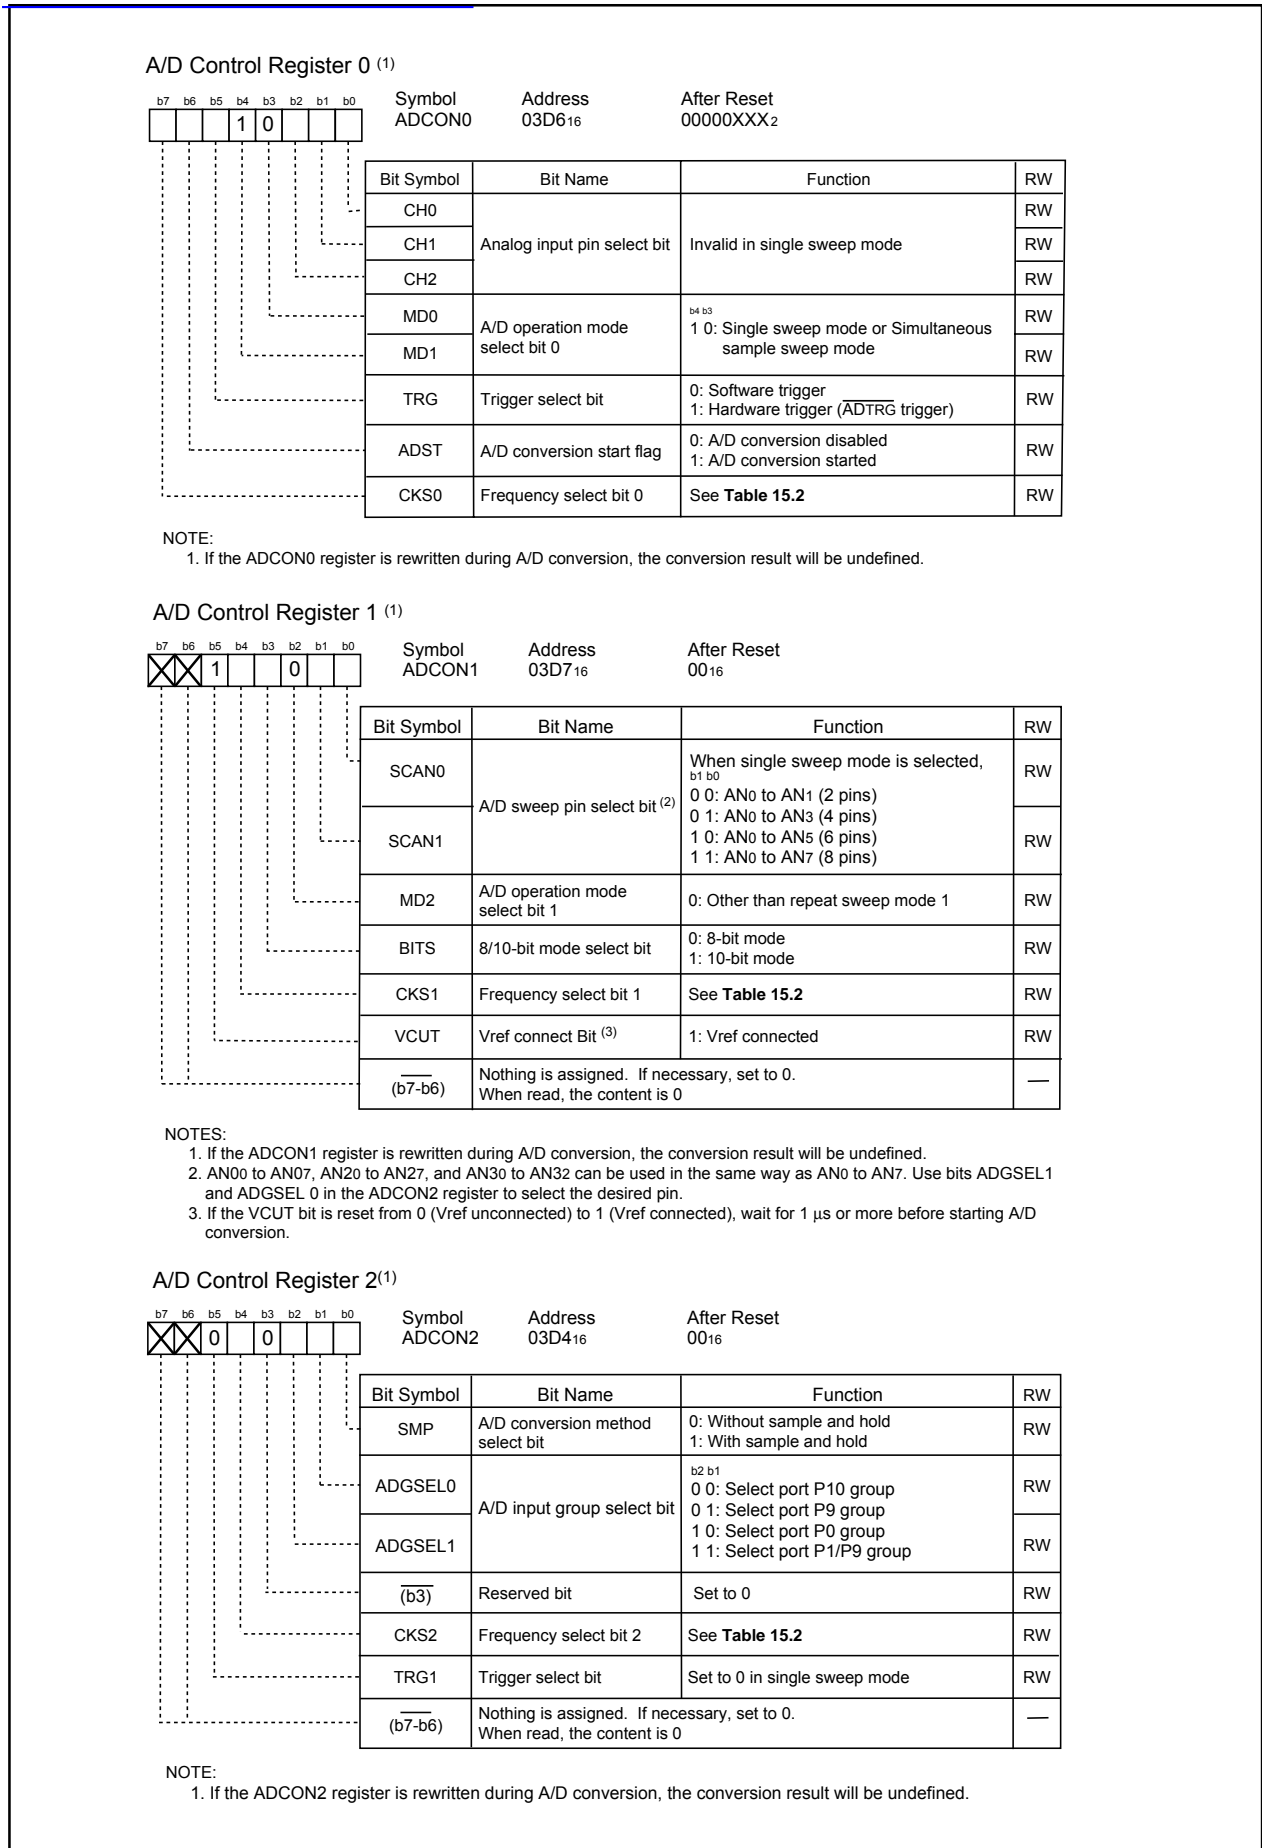 A/D Control Register 0 (1)
b7 b6 b5 b4 b3 b2 b1 b0
1 0
Symbol Address After Reset
ADCON0 03D616 00000XXX2
Bit Symbol Bit Name Function RW
CH0 RW
CH1 Analog input pin select bit Invalid in single sweep mode RW
CH2 RW
MD0 A/D operation mode select bit 0 b4 b3 RW
1 0: Single sweep mode or Simultaneous
sample sweep mode
MD1 RW
TRG Trigger select bit 0: Software trigger RW
1: Hardware trigger (ADTRG trigger)
ADST A/D conversion start flag 0: A/D conversion disabled RW
1: A/D conversion started
CKS0 Frequency select bit 0 See Table 15.2 RW
NOTE:
1. If the ADCON0 register is rewritten during A/D conversion, the conversion result will be undefined.
A/D Control Register 1 (1)
b7 b6 b5 b4 b3 b2 b1 b0
1 0
Symbol Address After Reset
ADCON1 03D716 0016
Bit Symbol Bit Name Function RW
SCAN0 A/D sweep pin select bit (2) When single sweep mode is selected, RW
b1 b0
0 0: AN0 to AN1 (2 pins)
0 1: AN0 to AN3 (4 pins)
1 0: AN0 to AN5 (6 pins)
1 1: AN0 to AN7 (8 pins)
SCAN1 RW
MD2 A/D operation mode select bit 1 0: Other than repeat sweep mode 1 RW
BITS 8/10-bit mode select bit 0: 8-bit mode RW
1: 10-bit mode
CKS1 Frequency select bit 1 See Table 15.2 RW
VCUT Vref connect Bit (3) 1: Vref connected RW
(b7-b6) Nothing is assigned. If necessary, set to 0. —
When read, the content is 0
NOTES:
1. If the ADCON1 register is rewritten during A/D conversion, the conversion result will be undefined.
2. AN00 to AN07, AN20 to AN27, and AN30 to AN32 can be used in the same way as AN0 to AN7. Use bits ADGSEL1
and ADGSEL 0 in the ADCON2 register to select the desired pin.
3. If the VCUT bit is reset from 0 (Vref unconnected) to 1 (Vref connected), wait for 1 μs or more before starting A/D
conversion.
A/D Control Register 2(1)
b7 b6 b5 b4 b3 b2 b1 b0
0 0
Symbol Address After Reset
ADCON2 03D416 0016
Bit Symbol Bit Name Function RW
SMP A/D conversion method select bit 0: Without sample and hold RW
1: With sample and hold
ADGSEL0 A/D input group select bit b2 b1 RW
0 0: Select port P10 group
0 1: Select port P9 group
1 0: Select port P0 group
1 1: Select port P1/P9 group
ADGSEL1 RW
(b3) Reserved bit Set to 0 RW
CKS2 Frequency select bit 2 See Table 15.2 RW
TRG1 Trigger select bit Set to 0 in single sweep mode RW
(b7-b6) Nothing is assigned. If necessary, set to 0. —
When read, the content is 0
NOTE:
1. If the ADCON2 register is rewritten during A/D conversion, the conversion result will be undefined.